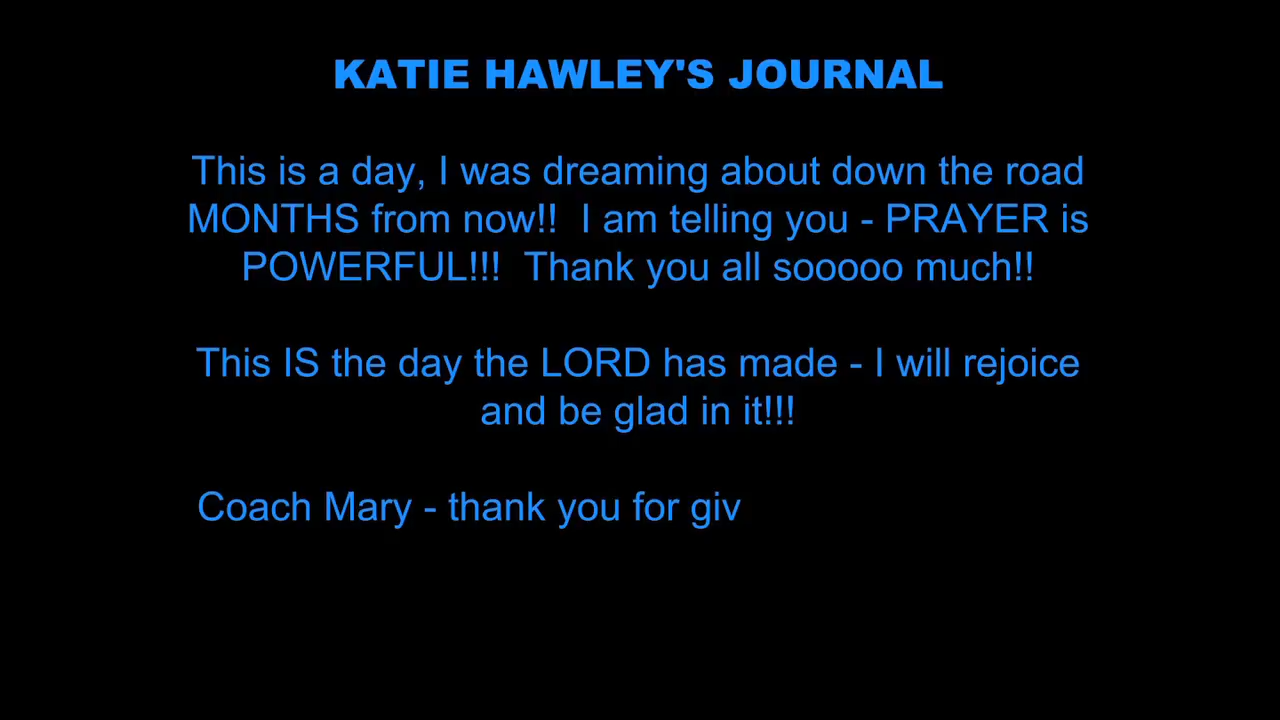 KATIE HAWLEY'S JOURNAL
This is a day, I was dreaming about down the road
MONTHS from now!!  I am telling you - PRAYER is
POWERFUL!!!  Thank you all sooooo much!!
This IS the day the LORD has made - I will rejoice
and be glad in it!!!
Coach Mary - thank you for giv